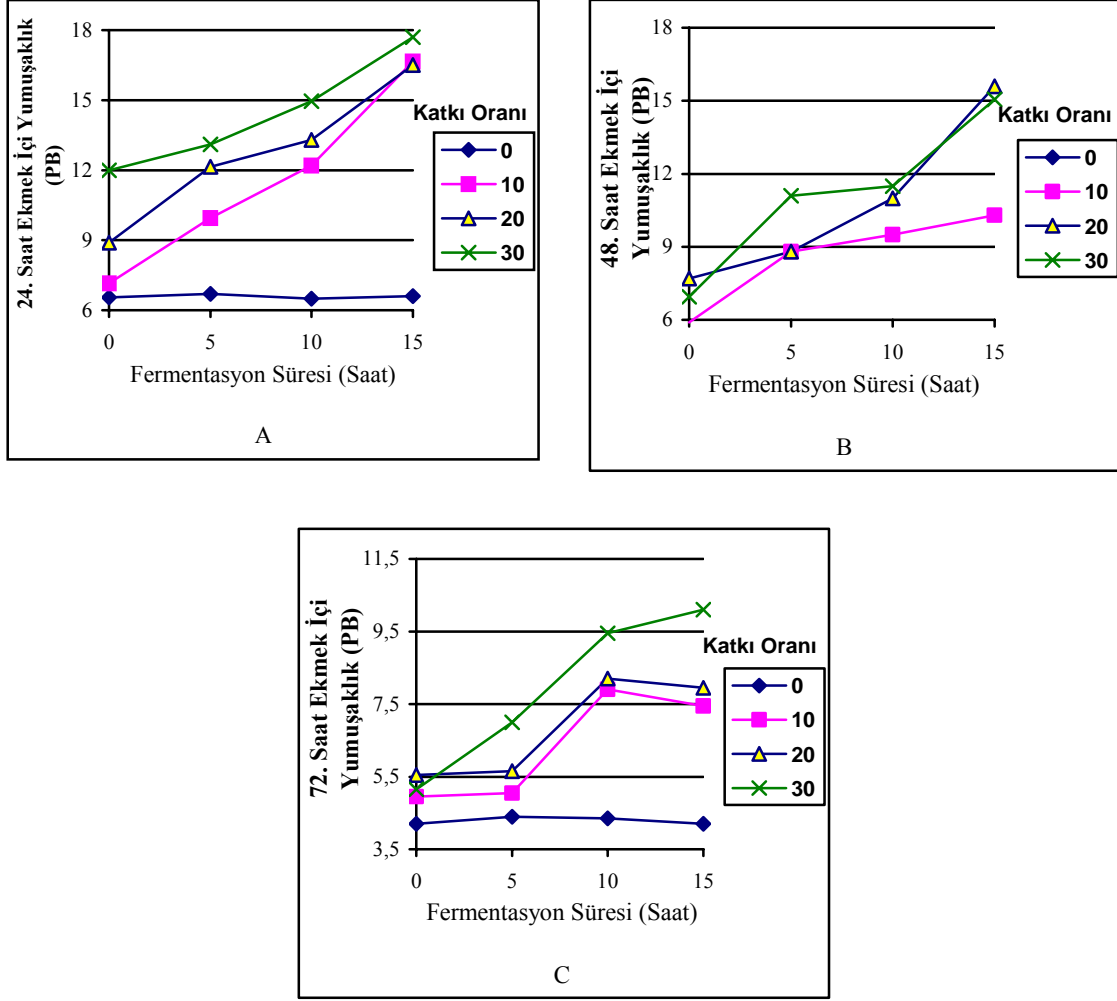 24. Saat Ekmek İçi Yumuşaklık
(PB)
18
15
12
9
6
0 5 10 15
Fermentasyon Süresi (Saat)
Katkı Oranı
0
10
20
30
A
48. Saat Ekmek İçi
Yumuşaklık (PB)
18
15
12
9
6
0 5 10 15
Fermentasyon Süresi (Saat)
Katkı Oranı
0
10
20
30
B
72. Saat Ekmek İçi
Yumuşaklık (PB)
11,5
9,5
7,5
5,5
3,5
0 5 10 15
Fermentasyon Süresi (Saat)
Katkı Oranı
0
10
20
30
C